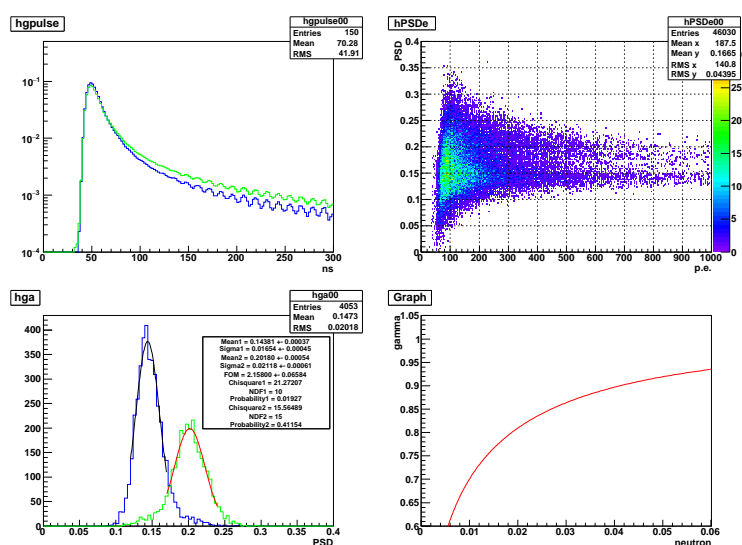 hgpulse
hgpulse00
Entries 150
Mean 70.28
RMS 41.91
10⁻¹
10⁻²
10⁻³
10⁻⁴
0 50 100 150 200 250 300
ns
hPSDe
hPSDe00
Entries 46030
Mean x 187.5
Mean y 0.1665
RMS x 140.8
RMS y 0.04395
PSD
0.4
0.35
0.3
0.25
0.2
0.15
0.1
0.05
0
0 100 200 300 400 500 600 700 800 900 1000
p.e.
25
20
15
10
5
0
hga
hga00
Entries 4053
Mean 0.1473
RMS 0.02018
Mean1 = 0.14381 +- 0.00037
Sigma1 = 0.01654 +- 0.00045
Mean2 = 0.20180 +- 0.00054
Sigma2 = 0.02118 +- 0.00061
FOM = 2.15800 +- 0.06584
Chisquare1 = 21.27207
NDF1 = 10
Probability1 = 0.01927
Chisquare2 = 15.56489
NDF2 = 15
Probability2 = 0.41154
400
350
300
250
200
150
100
50
0
0 0.05 0.1 0.15 0.2 0.25 0.3 0.35 0.4
PSD
Graph
gamma
1.05
1
0.95
0.9
0.85
0.8
0.75
0.7
0.65
0.6
0 0.01 0.02 0.03 0.04 0.05 0.06
neutron